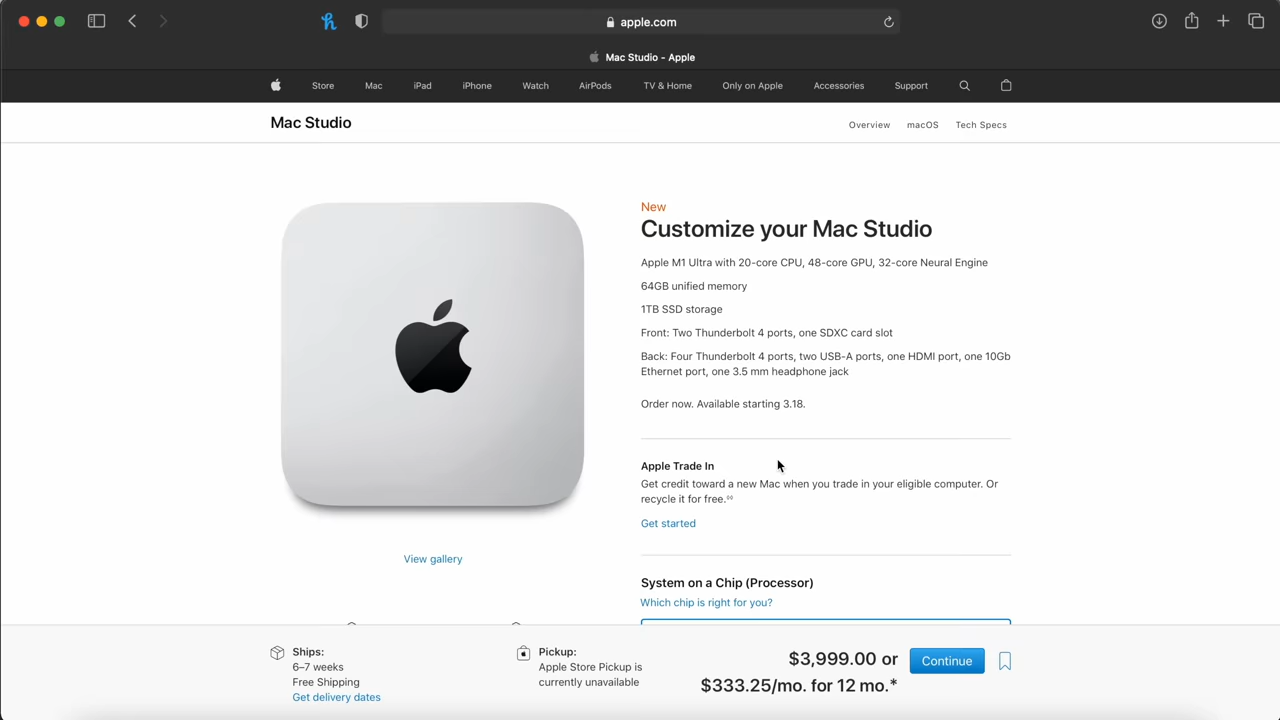 apple.com
Mac Studio - Apple
Store Mac iPad iPhone Watch AirPods TV & Home Only on Apple Accessories Support
Mac Studio
Overview macOS Tech Specs
New
Customize your Mac Studio
Apple M1 Ultra with 20-core CPU, 48-core GPU, 32-core Neural Engine
64GB unified memory
1TB SSD storage
Front: Two Thunderbolt 4 ports, one SDXC card slot
Back: Four Thunderbolt 4 ports, two USB-A ports, one HDMI port, one 10Gb
Ethernet port, one 3.5 mm headphone jack
Order now. Available starting 3.18.
Apple Trade In
Get credit toward a new Mac when you trade in your eligible computer. Or
recycle it for free.◊◊
Get started
View gallery
System on a Chip (Processor)
Which chip is right for you?
Ships:
6–7 weeks
Free Shipping
Get delivery dates
Pickup:
Apple Store Pickup is
currently unavailable
$3,999.00 or
$333.25/mo. for 12 mo.*
Continue